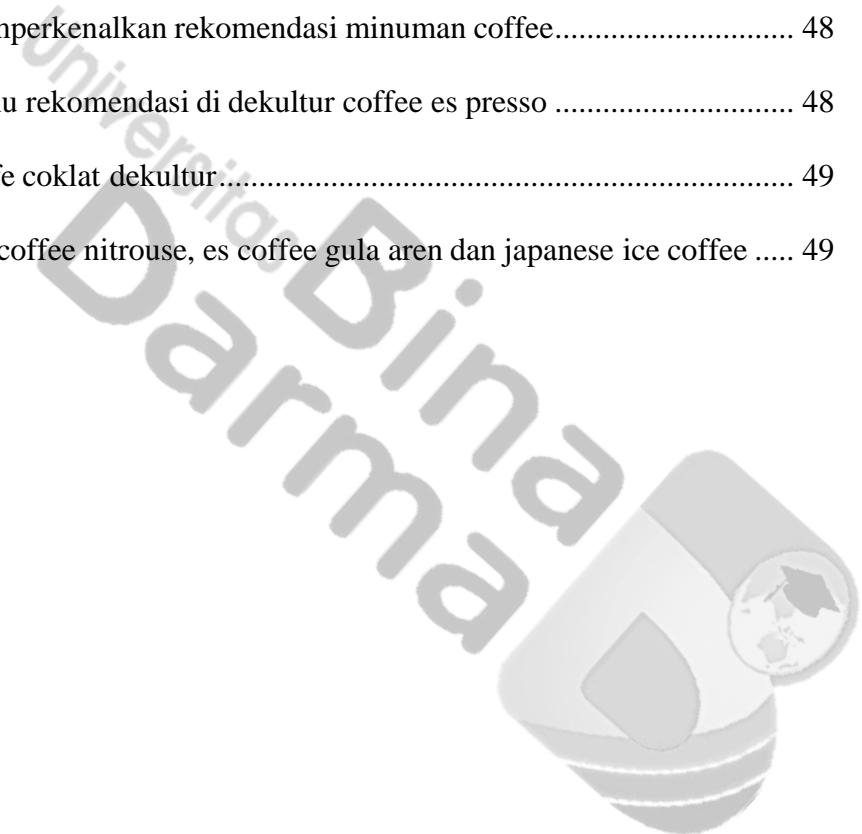 nperkenalkan rekomendasi minuman coffee.............................. 48
u rekomendasi di dekultur coffee es presso .............................. 48
e coklat dekultur........................................................................ 49
coffee nitrouse, es coffee gula aren dan japanese ice coffee ..... 49
Universitas
Bina
Darma